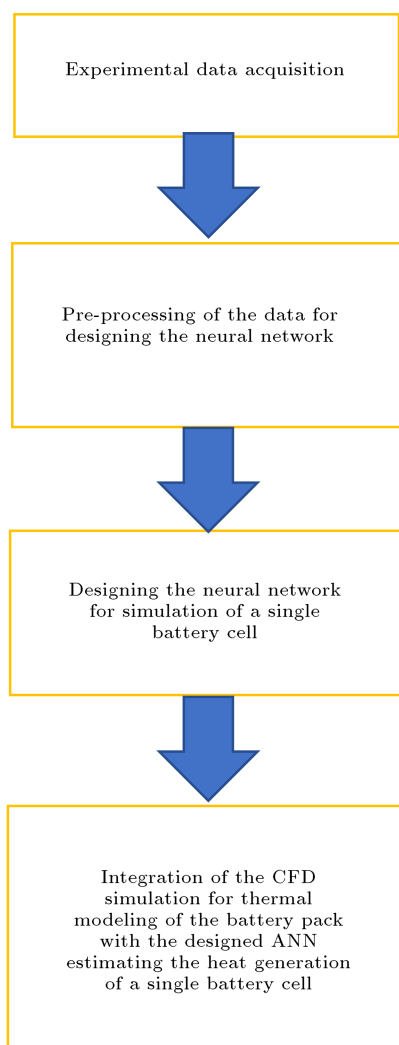 Experimental data acquisition
Pre-processing of the data for
designing the neural network
Designing the neural network
for simulation of a single
battery cell
Integration of the CFD
simulation for thermal
modeling of the battery pack
with the designed ANN
estimating the heat generation
of a single battery cell